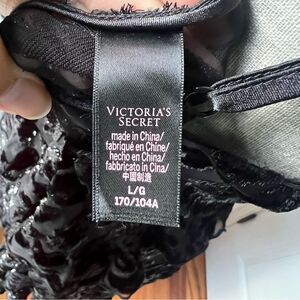 VICTORIA'S
SECRET
made in China/
fabriqué en Chine/
hecho en China/
fabbricato in Cina/
中国制造
L/G
170/104A